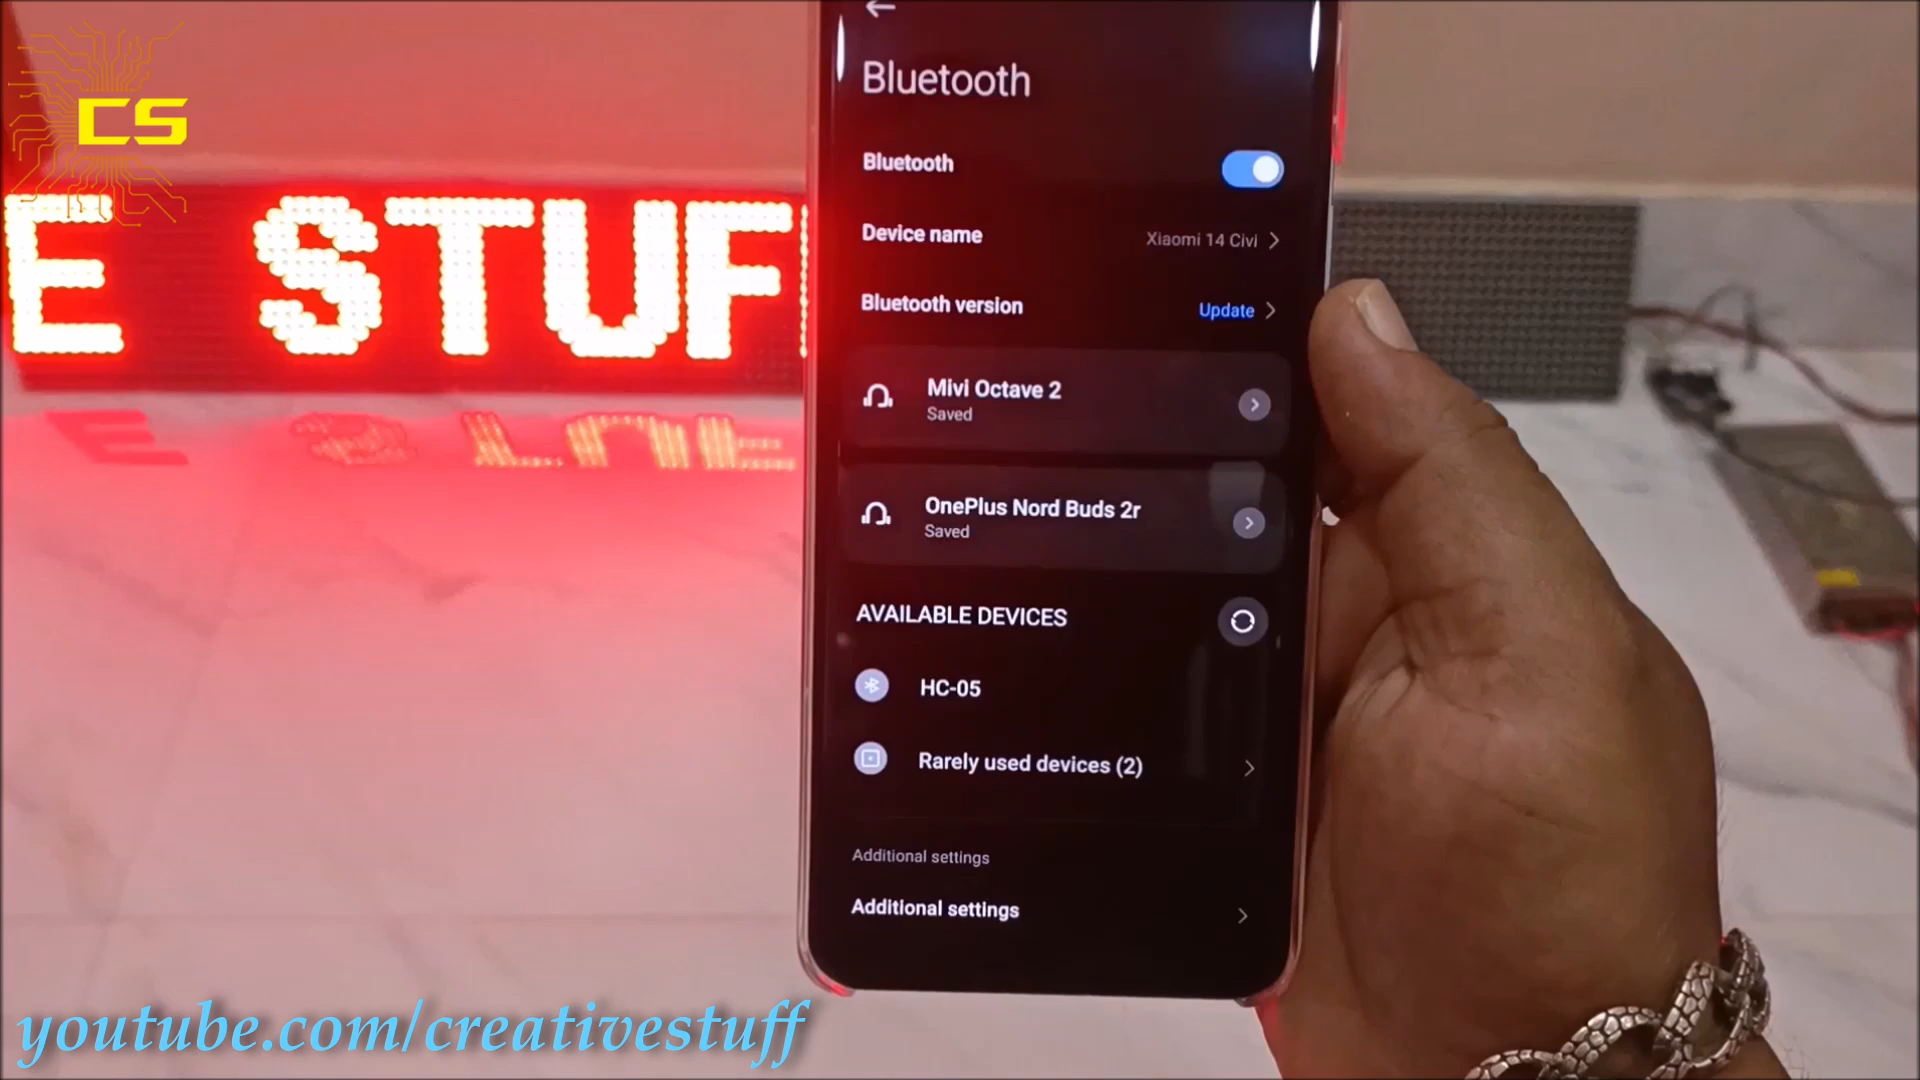 CS
E STUF
Bluetooth
Bluetooth
Device name
Xiaomi 14 Civi
Bluetooth version
Update
Mivi Octave 2
Saved
OnePlus Nord Buds 2r
Saved
AVAILABLE DEVICES
HC-05
Rarely used devices (2)
Additional settings
Additional settings
youtube.com/creativestuff